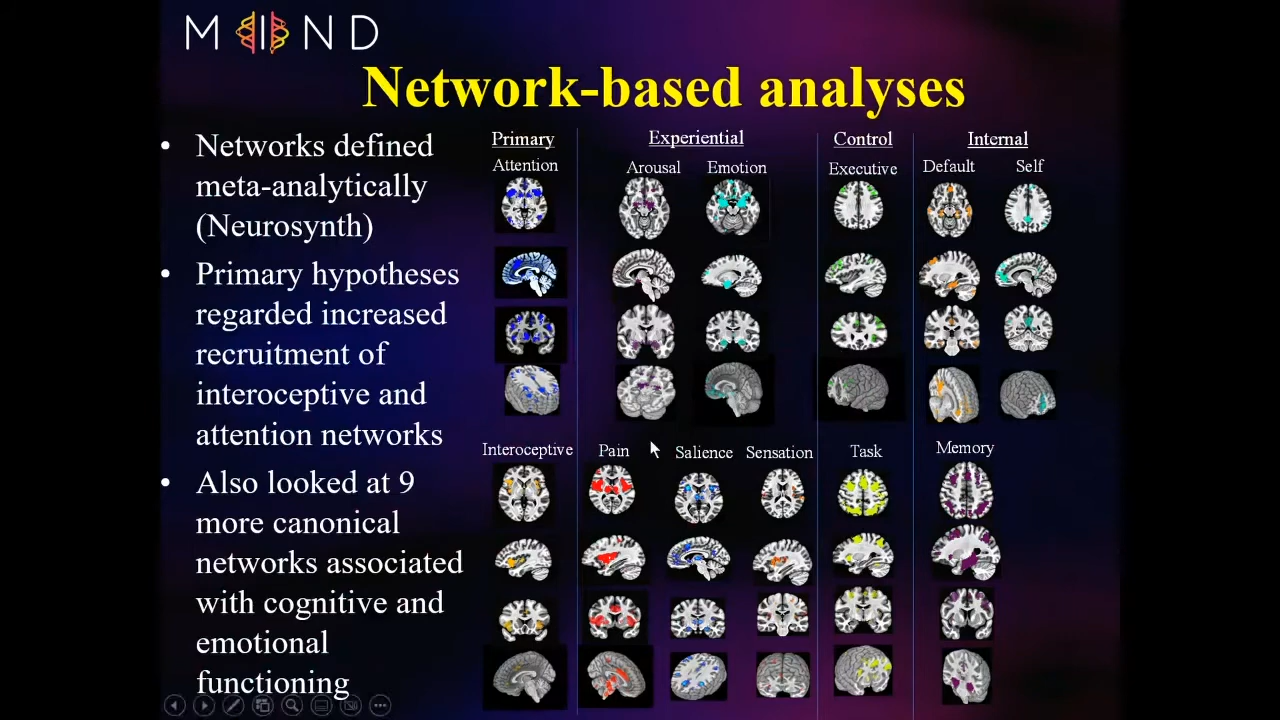 M ND
Network-based analyses
• Networks defined
meta-analytically
(Neurosynth)
• Primary hypotheses
regarded increased
recruitment of
interoceptive and
attention networks
• Also looked at 9
more canonical
networks associated
with cognitive and
emotional
functioning
Primary
Experiential
Control
Internal
Attention
Arousal
Emotion
Executive
Default
Self
Interoceptive
Pain
Salience
Sensation
Task
Memory